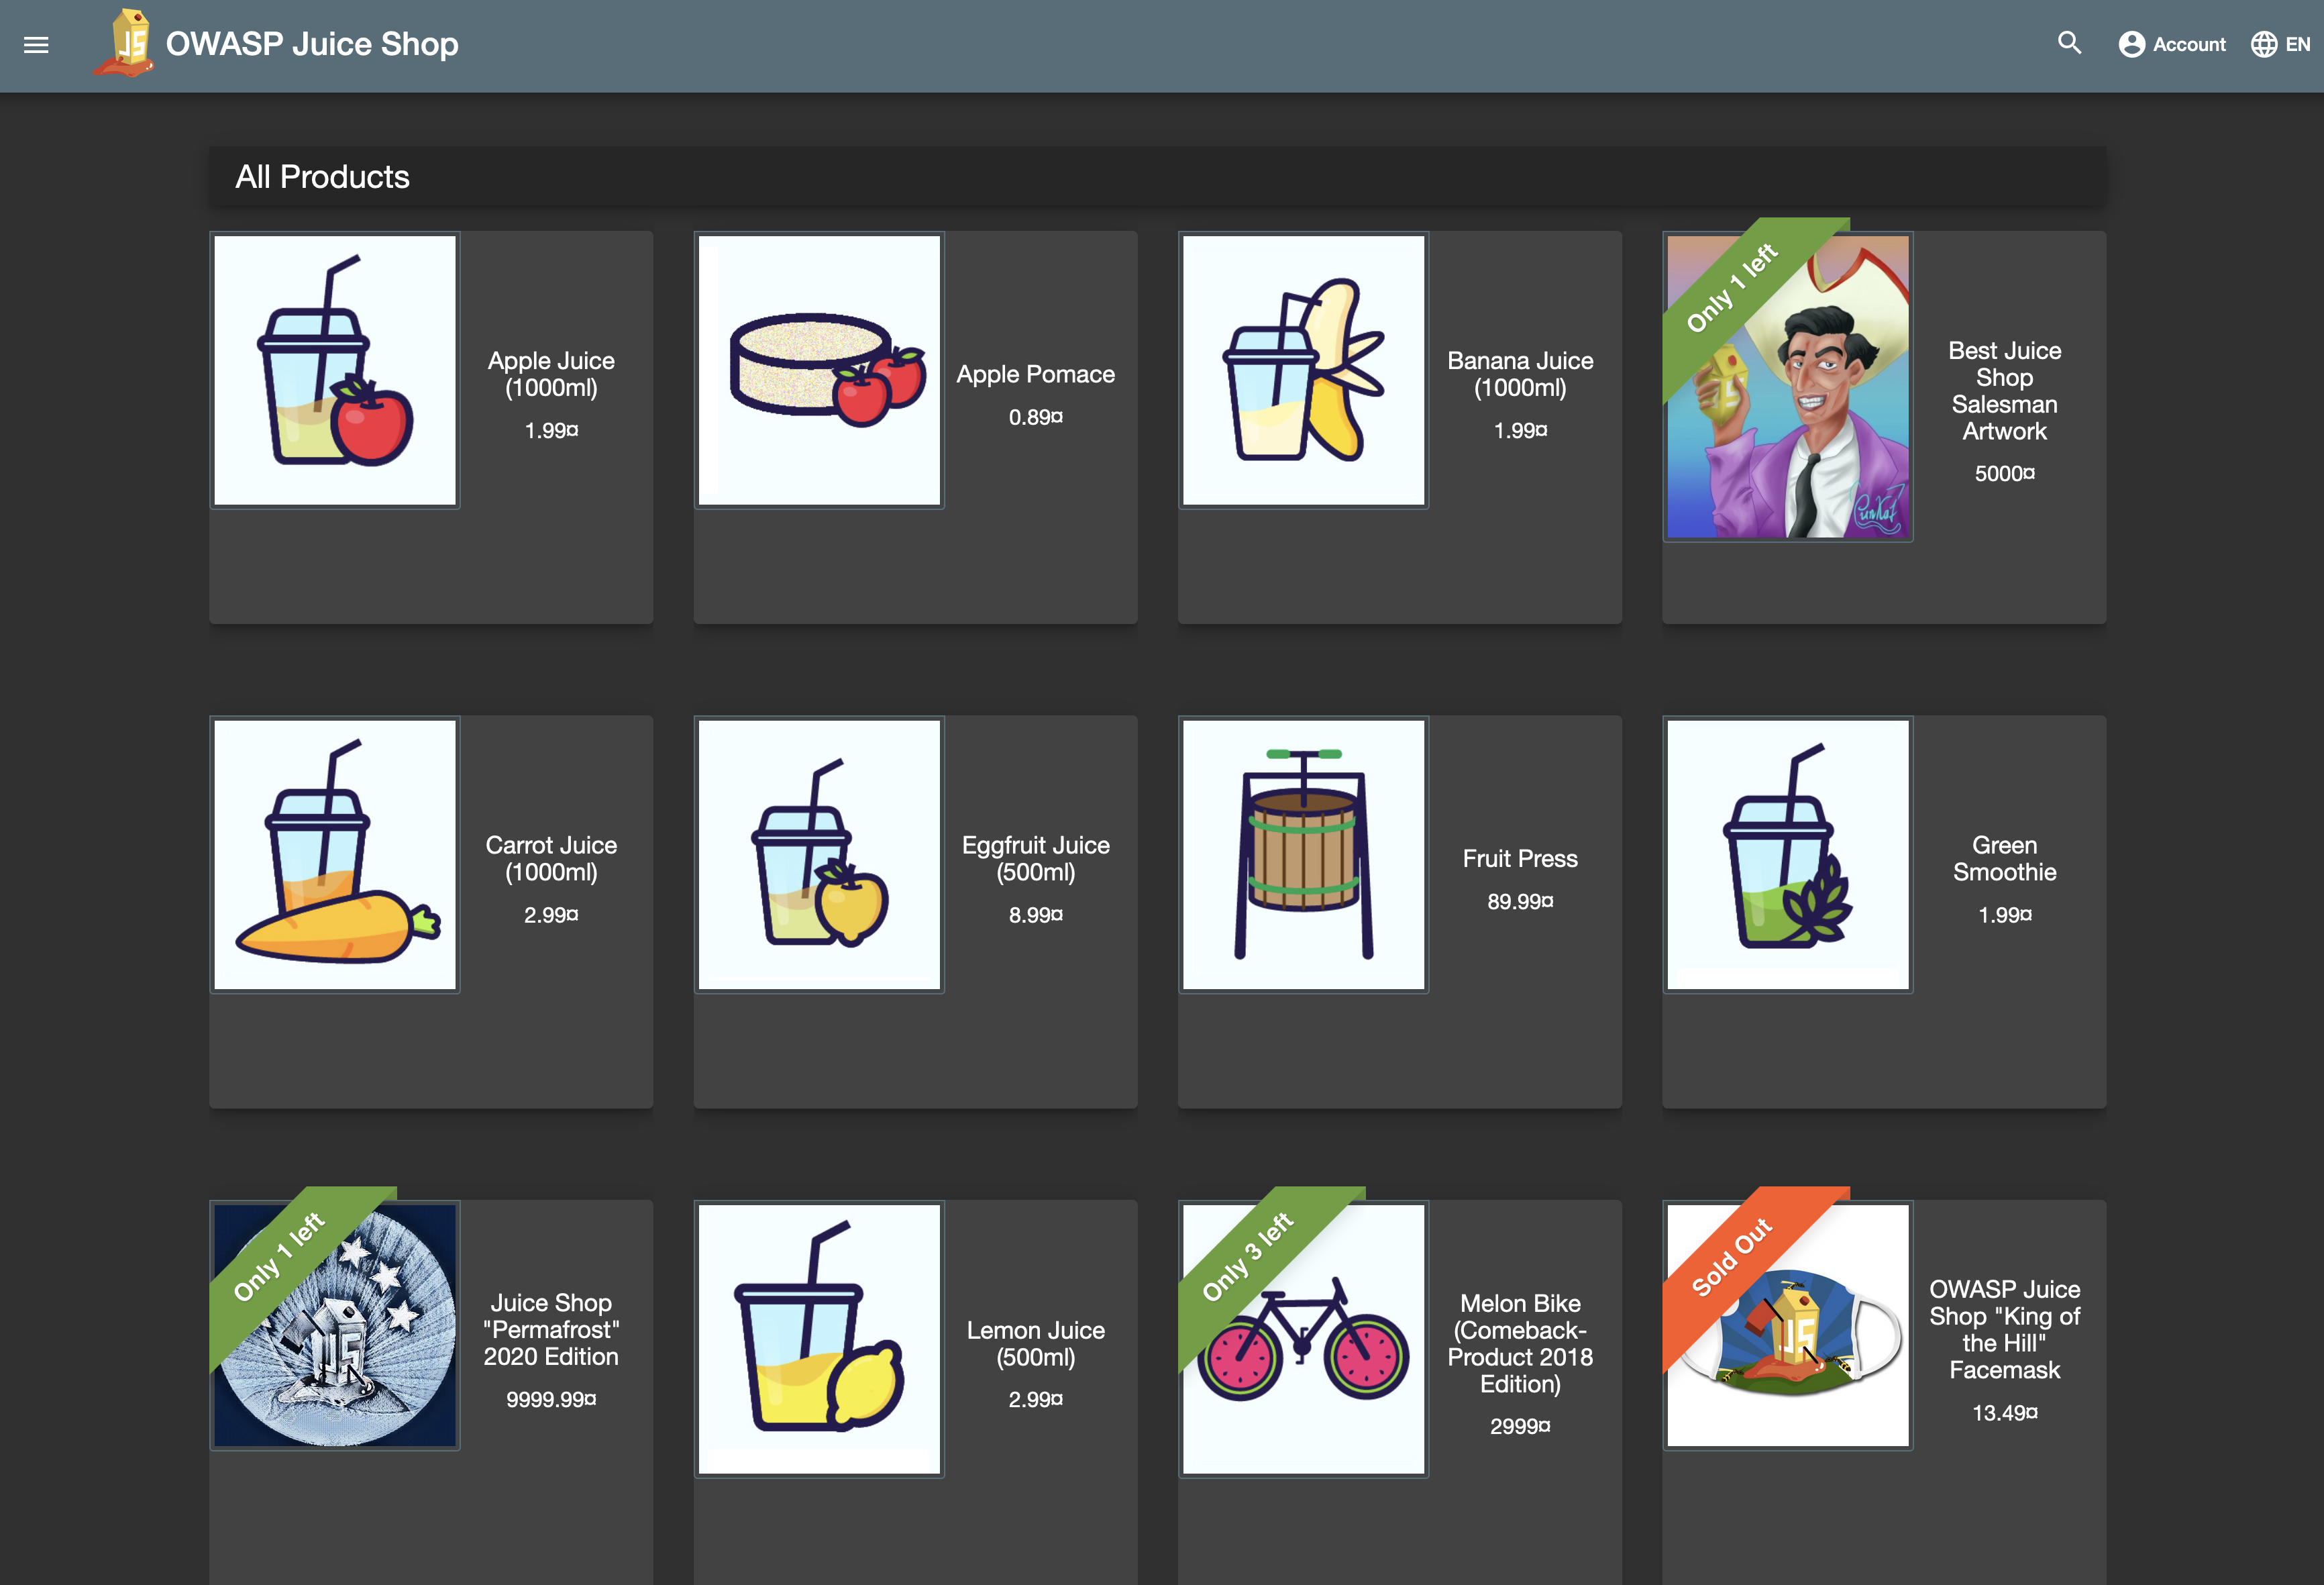 OWASP Juice Shop
Account
EN
All Products
Apple Juice
(1000ml)
1.99¤
Apple Pomace
0.89¤
Banana Juice
(1000ml)
1.99¤
Only 1 left
Best Juice
Shop
Salesman
Artwork
5000¤
Carrot Juice
(1000ml)
2.99¤
Eggfruit Juice
(500ml)
8.99¤
Fruit Press
89.99¤
Green
Smoothie
1.99¤
Only 1 left
Juice Shop
"Permafrost"
2020 Edition
9999.99¤
Lemon Juice
(500ml)
2.99¤
Only 3 left
Melon Bike
(Comeback-
Product 2018
Edition)
2999¤
Sold Out
JS
OWASP Juice
Shop "King of
the Hill"
Facemask
13.49¤